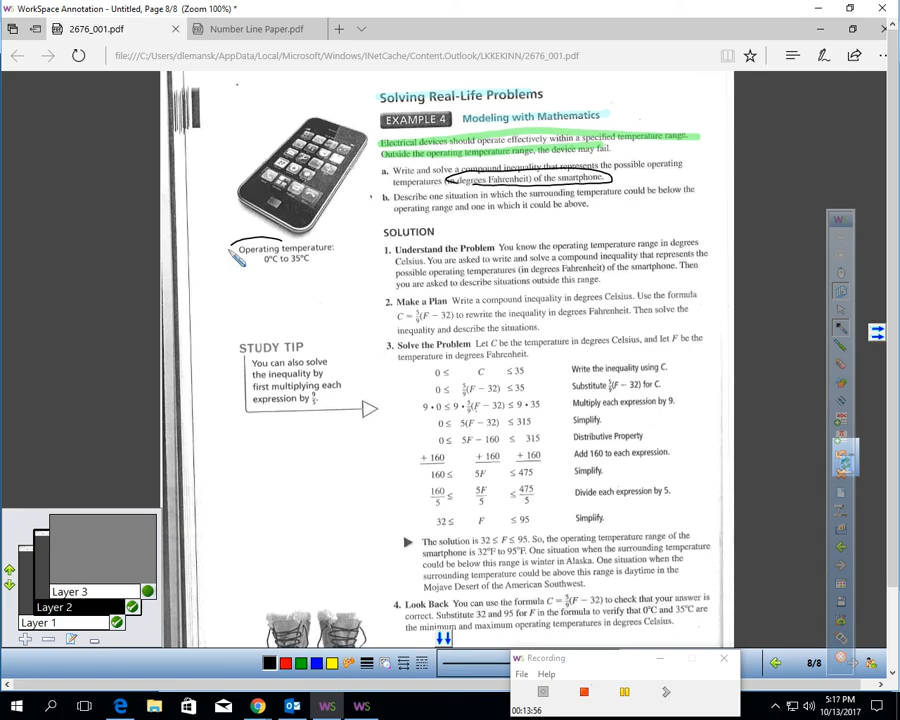 WorkSpace Annotation - Untitled, Page 8/8 (Zoom 100%) *
2676_001.pdf
Number Line Paper.pdf
file:///C:/Users/dlemansk/AppData/Local/Microsoft/Windows/INetCache/Content.Outlook/LKKEKINN/2676_001.pdf
Solving Real-Life Problems
EXAMPLE 4 Modeling with Mathematics
Electrical devices should operate effectively within a specified temperature range.
Outside the operating temperature range, the device may fail.
a. Write and solve a compound inequality that represents the possible operating
temperatures (in degrees Fahrenheit) of the smartphone.
b. Describe one situation in which the surrounding temperature could be below the
operating range and one in which it could be above.
Operating temperature:
0°C to 35°C
SOLUTION
1. Understand the Problem You know the operating temperature range in degrees
Celsius. You are asked to write and solve a compound inequality that represents the
possible operating temperatures (in degrees Fahrenheit) of the smartphone. Then
you are asked to describe situations outside this range.
2. Make a Plan Write a compound inequality in degrees Celsius. Use the formula
C = 5/9(F − 32) to rewrite the inequality in degrees Fahrenheit. Then solve the
inequality and describe the situations.
3. Solve the Problem Let C be the temperature in degrees Celsius, and let F be the
temperature in degrees Fahrenheit.
STUDY TIP
You can also solve
the inequality by
first multiplying each
expression by 9/5.
0 ≤ C ≤ 35 Write the inequality using C.
0 ≤ 5/9(F − 32) ≤ 35 Substitute 5/9(F − 32) for C.
9 • 0 ≤ 9 • 5/9(F − 32) ≤ 9 • 35 Multiply each expression by 9.
0 ≤ 5(F − 32) ≤ 315 Simplify.
0 ≤ 5F − 160 ≤ 315 Distributive Property
+ 160 + 160 + 160 Add 160 to each expression.
160 ≤ 5F ≤ 475 Simplify.
160/5 ≤ 5F/5 ≤ 475/5 Divide each expression by 5.
32 ≤ F ≤ 95 Simplify.
The solution is 32 ≤ F ≤ 95. So, the operating temperature range of the
smartphone is 32°F to 95°F. One situation when the surrounding temperature
could be below this range is winter in Alaska. One situation when the
surrounding temperature could be above this range is daytime in the
Mojave Desert of the American Southwest.
4. Look Back You can use the formula C = 5/9(F − 32) to check that your answer is
correct. Substitute 32 and 95 for F in the formula to verify that 0°C and 35°C are
the minimum and maximum operating temperatures in degrees Celsius.
Layer 3
Layer 2
Layer 1
8/8
Recording
File Help
00:13:56
5:17 PM
10/13/2017